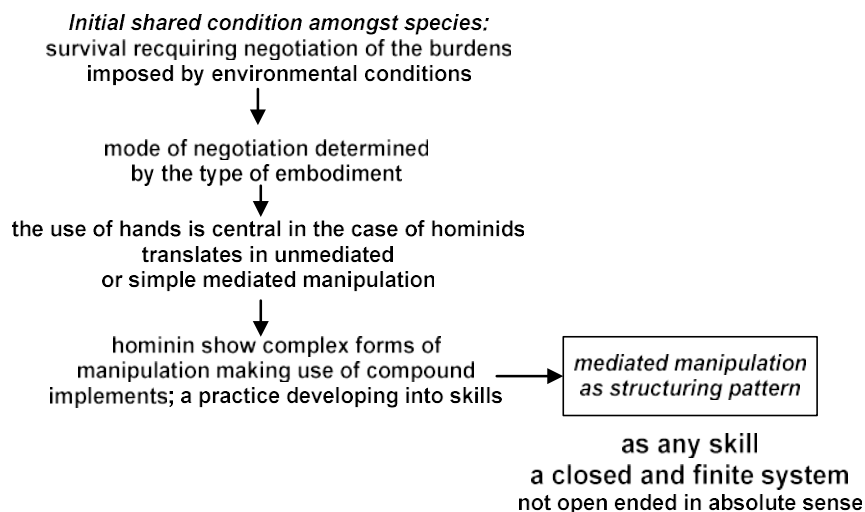 Initial shared condition amongst species:
survival recquiring negotiation of the burdens
imposed by environmental conditions
mode of negotiation determined
by the type of embodiment
the use of hands is central in the case of hominids
translates in unmediated
or simple mediated manipulation
hominin show complex forms of
manipulation making use of compound
implements; a practice developing into skills
mediated manipulation
as structuring pattern
as any skill
a closed and finite system
not open ended in absolute sense